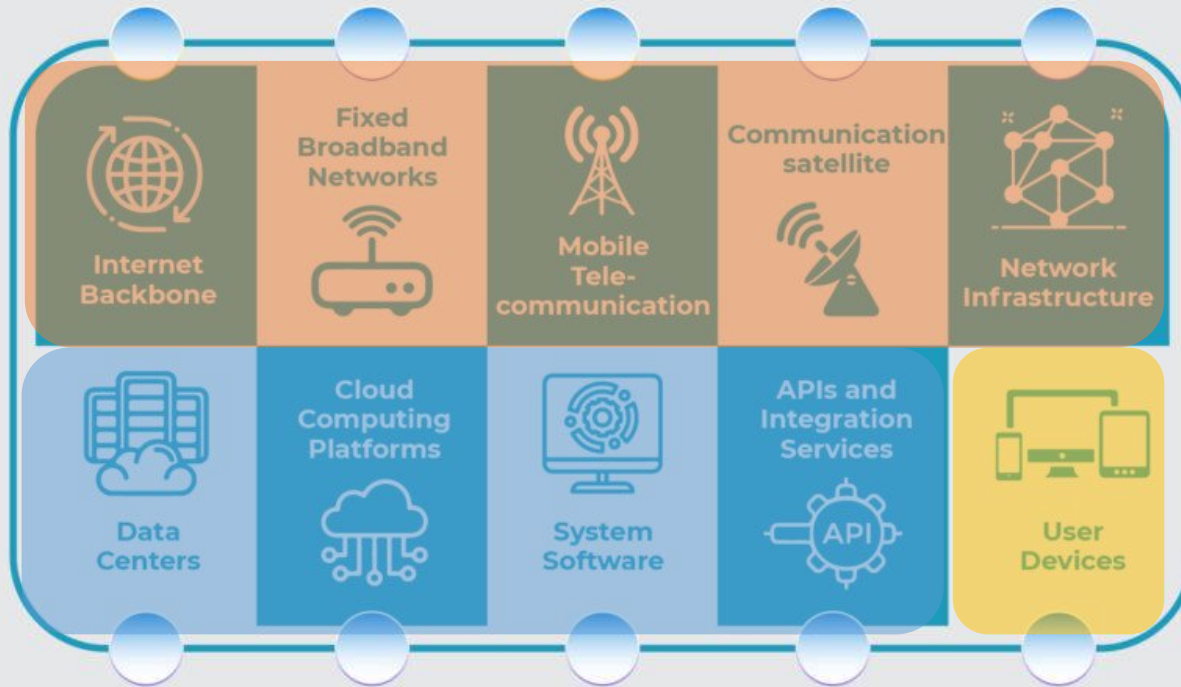 Internet
Backbone
Fixed
Broadband
Networks
Mobile
Tele-
communication
Communication
satellite
Network
Infrastructure
Data
Centers
Cloud
Computing
Platforms
System
Software
APIs and
Integration
Services
API
User
Devices